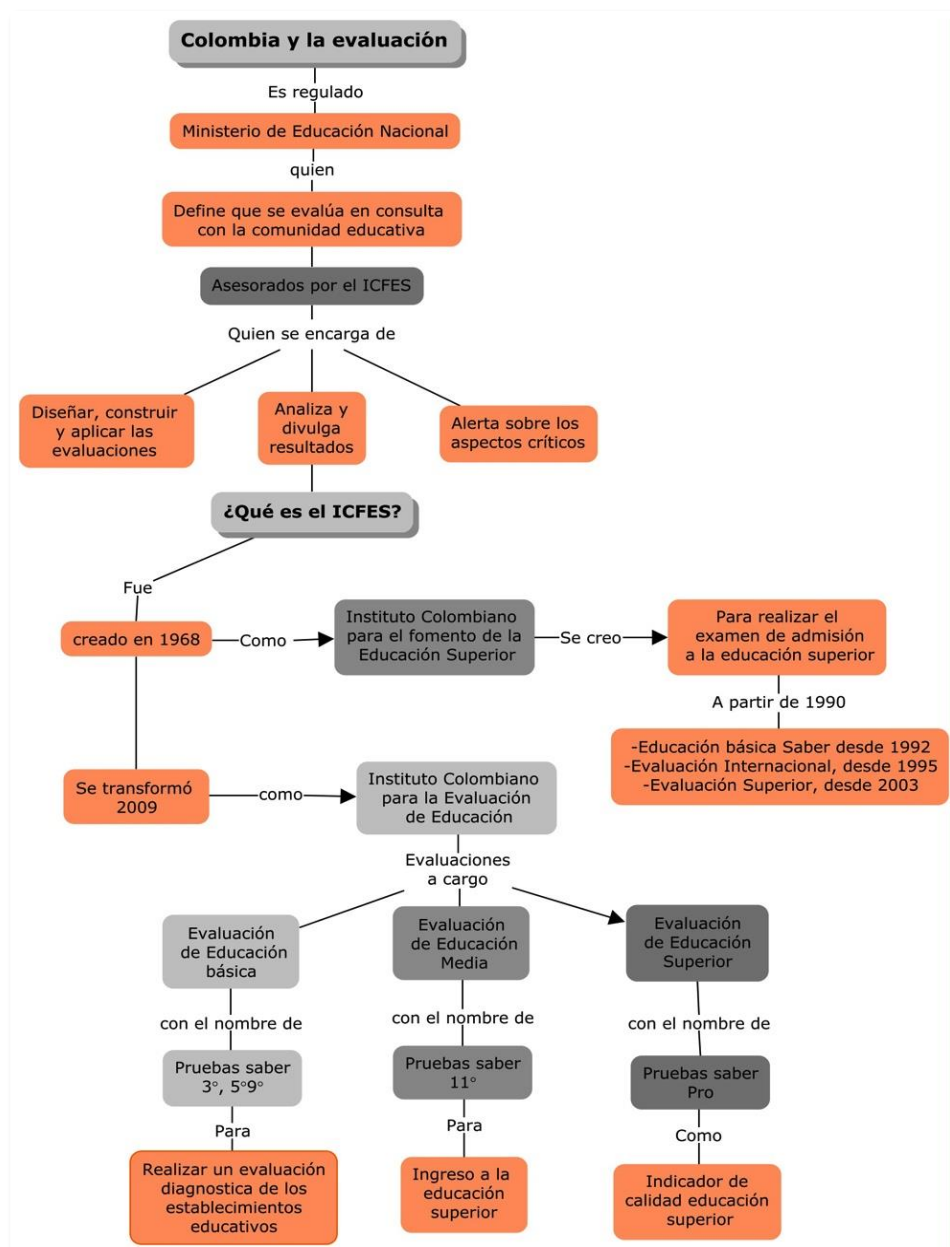 Colombia y la evaluación
Es regulado
Ministerio de Educación Nacional
quien
Define que se evalúa en consulta
con la comunidad educativa
Asesorados por el ICFES
Quien se encarga de
Diseñar, construir
y aplicar las
evaluaciones
Analiza y
divulga
resultados
Alerta sobre los
aspectos críticos
¿Qué es el ICFES?
Fue
creado en 1968
Como
Instituto Colombiano
para el fomento de la
Educación Superior
Se creo
Para realizar el
examen de admisión
a la educación superior
A partir de 1990
-Educación básica Saber desde 1992
-Evaluación Internacional, desde 1995
-Evaluación Superior, desde 2003
Se transformó
2009
como
Instituto Colombiano
para la Evaluación
de Educación
Evaluaciones
a cargo
Evaluación
de Educación
básica
con el nombre de
Pruebas saber
3°, 5°9°
Para
Realizar un evaluación
diagnostica de los
establecimientos
educativos
Evaluación
de Educación
Media
con el nombre de
Pruebas saber
11°
Para
Ingreso a la
educación
superior
Evaluación
de Educación
Superior
con el nombre de
Pruebas saber
Pro
Como
Indicador de
calidad educación
superior